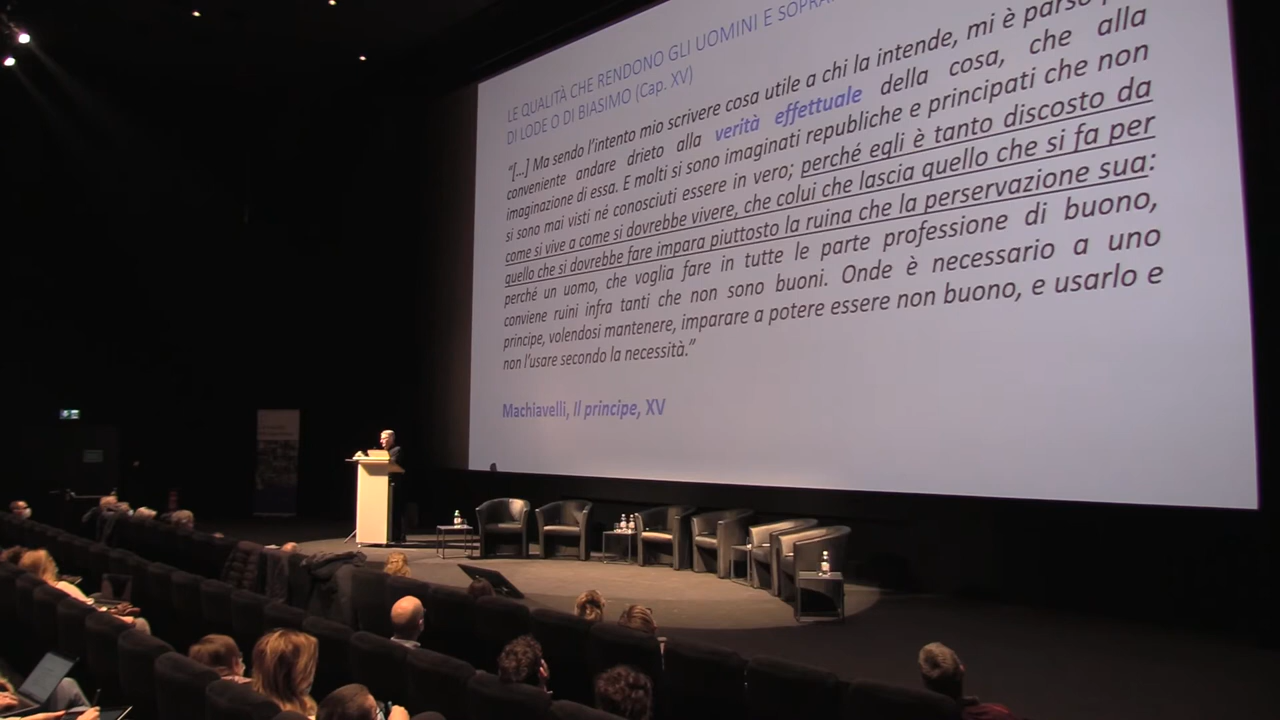 LE QUALITÀ CHE RENDONO GLI UOMINI E
DI LODE O DI BIASIMO (Cap. XV)
“[...] Ma sendo l’intento mio scrivere cosa utile a chi la intende, mi è parso
conveniente andare drieto alla verità effettuale della cosa, che alla
imaginazione di essa. E molti si sono imaginati republiche e principati che non
si sono mai visti nè conosciuti essere in vero; perché egli è tanto discosto da
come si vive a come si dovrebbe vivere, che colui che lascia quello che si fa per
quello che si dovrebbe fare impara piuttosto la ruina che la perservazione sua:
perché un uomo, che voglia fare in tutte le parte professione di buono,
conviene ruini infra tanti che non sono buoni. Onde è necessario a uno
principe, volendosi mantenere, imparare a potere essere non buono, e usarlo e
non l’usare secondo la necessità.”
Machiavelli, Il principe, XV